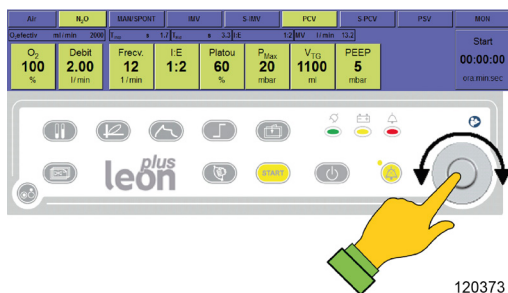 Air N₂O MAN/SPONT IMV S-IMV PCV S-PCV PSV MON
O₂efectiv ml/min 2000 s 1.7 s 3.3 I:E 1:2 MV l/min 13.2
O₂ Debit Frecv. I:E Platou PMax VTG PEEP Start
100 2.00 12 1:2 60 20 1100 5 00:00:00
% l/min 1/min % mbar ml mbar ora:min:sec
leon plus
START
120373